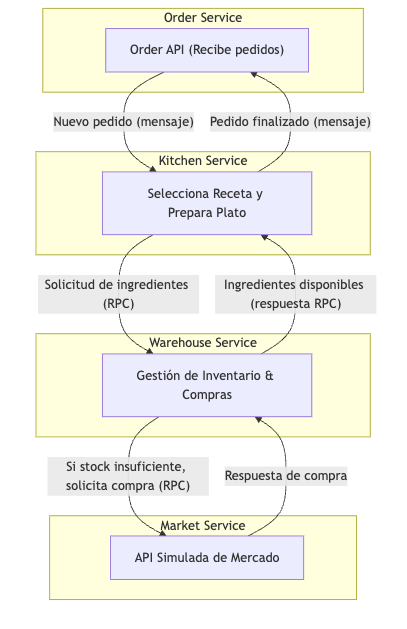 Order Service
Order API (Recibe pedidos)
Nuevo pedido (mensaje)
Pedido finalizado (mensaje)
Kitchen Service
Selecciona Receta y
Prepara Plato
Solicitud de ingredientes
(RPC)
Ingredientes disponibles
(respuesta RPC)
Warehouse Service
Gestión de Inventario &
Compras
Si stock insuficiente,
solicita compra (RPC)
Respuesta de compra
Market Service
API Simulada de Mercado